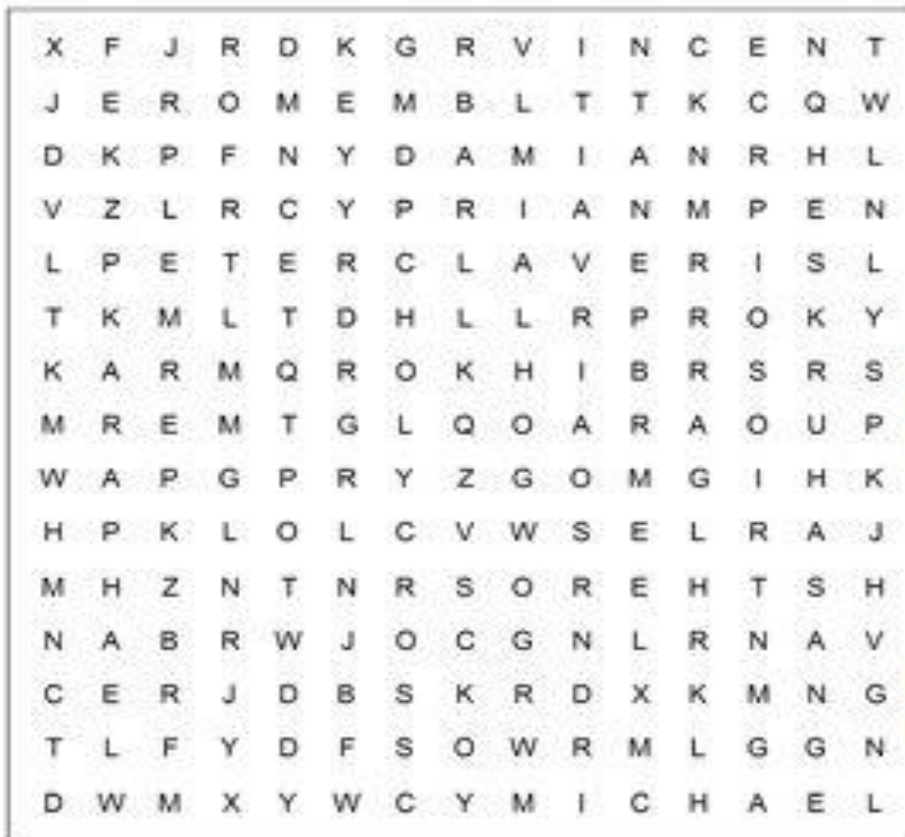 X F J R D K G R V I N C E N T
J E R O M E M B L T T K C Q W
D K P F N Y D A M I A N R H L
V Z L R C Y P R I A N M P E N
L P E T E R C L A V E R I S L
T K M L T D H L L R P R O K Y
K A R M Q R O K H I B R S R S
M R E M T G L Q O A R A O U P
W A P G P R Y Z G O M G I H K
H P K L O L C V W S E L R A J
M H Z N T N R S O R E H T S H
N A B R W J O C G N L R N A V
C E R J D B S K R D X K M N G
T L F Y D F S O W R M L G G N
D W M X Y W C Y M I C H A E L